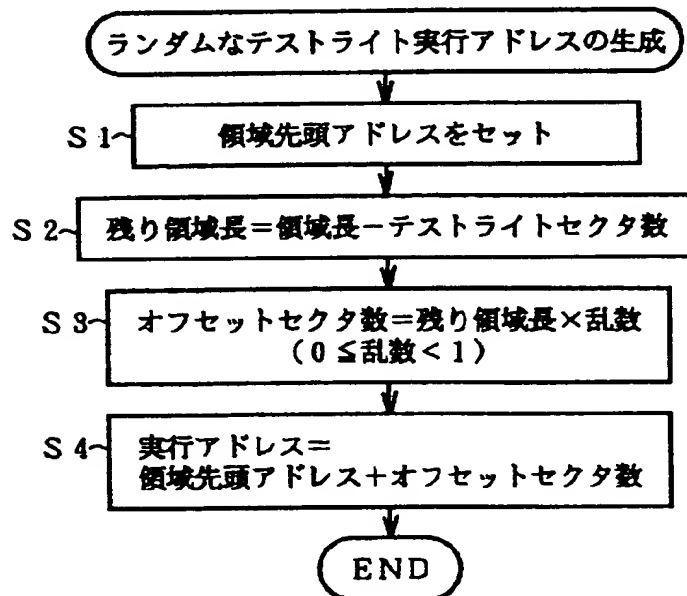 ランダムなテストライト実行アドレスの生成
S1 領域先頭アドレスをセット
S2 残り領域長=領域長-テストライトセクタ数
S3 オフセットセクタ数=残り領域長×乱数
(0≦乱数<1)
S4 実行アドレス=
領域先頭アドレス+オフセットセクタ数
END